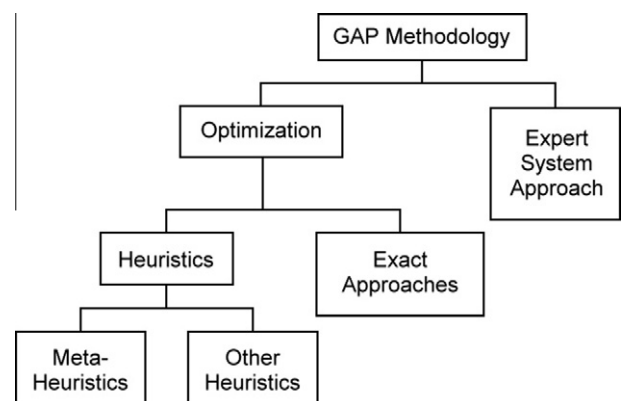 GAP Methodology
Optimization
Expert
System
Approach
Heuristics
Exact
Approaches
Meta-
Heuristics
Other
Heuristics